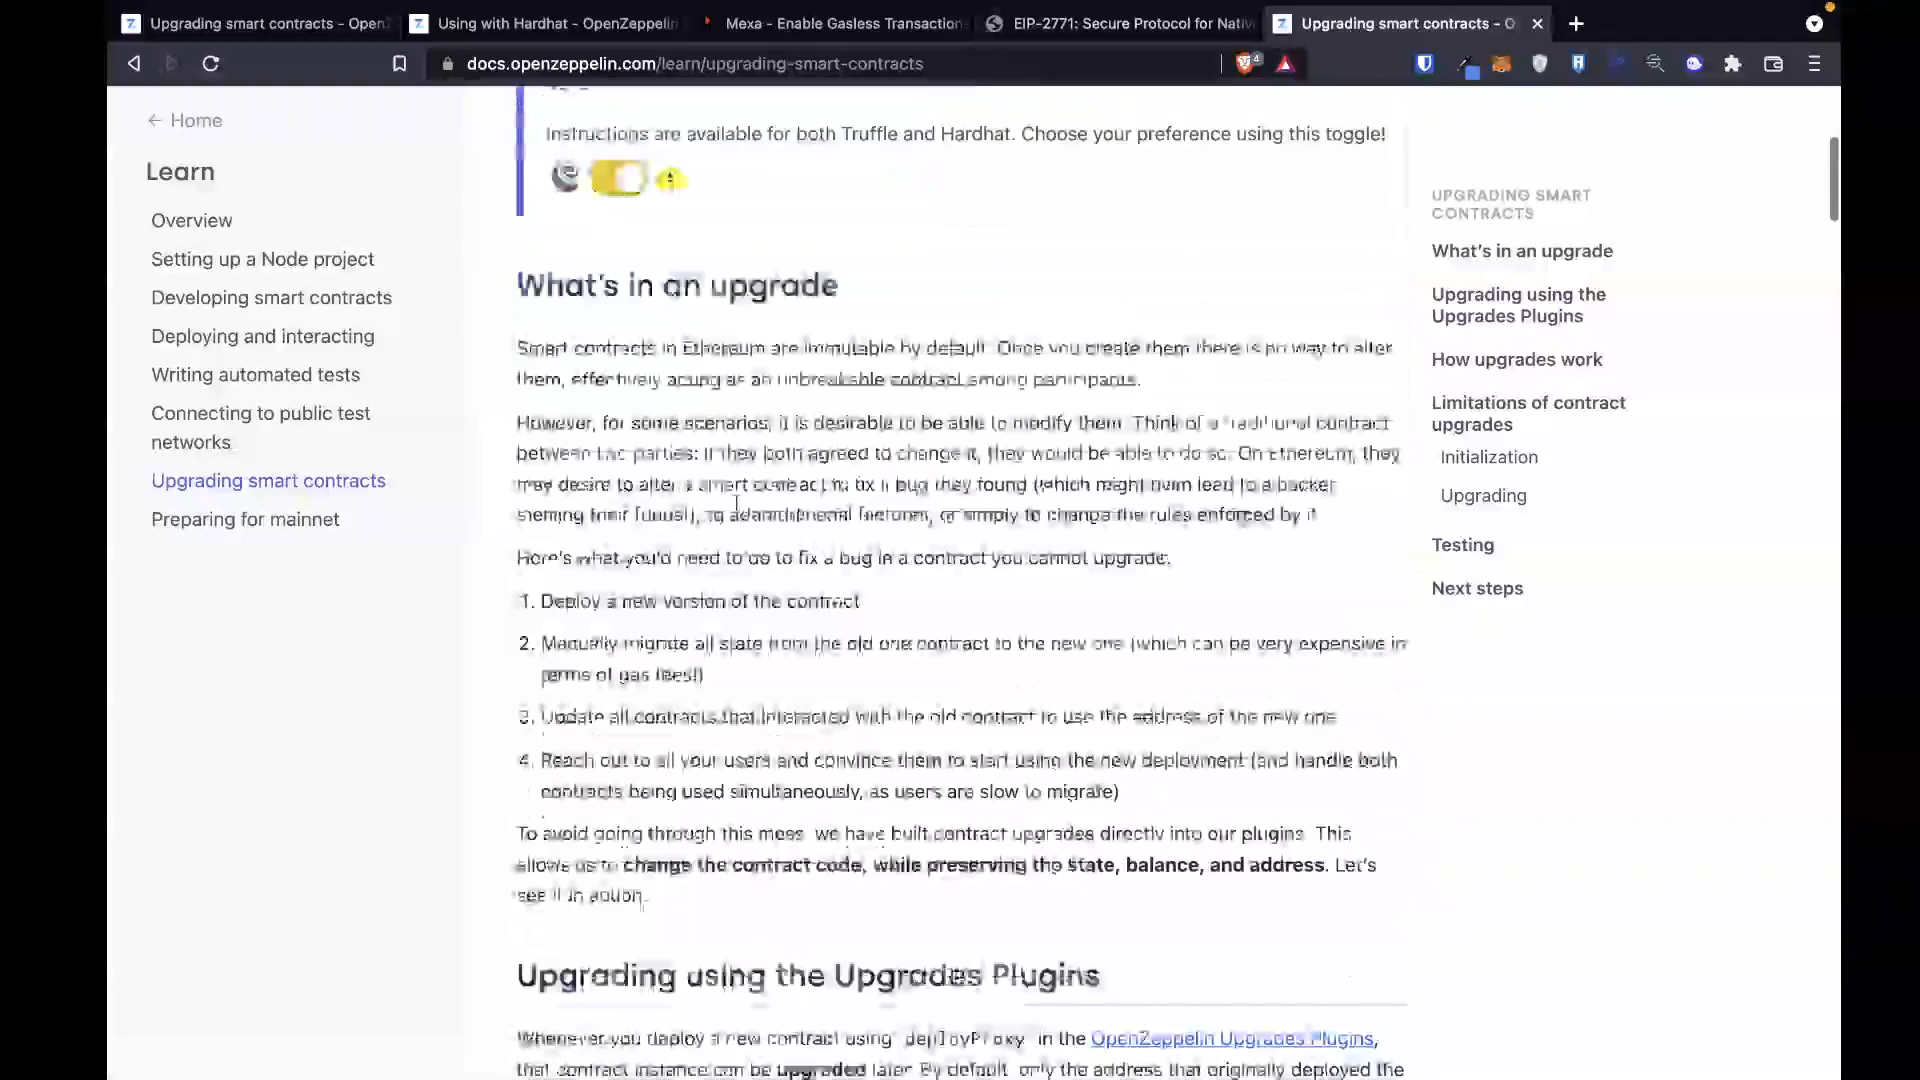 Upgrading smart contracts - Open
Using with Hardhat - OpenZeppelin
Mexa - Enable Gasless Transaction
EIP-2771: Secure Protocol for Nati
Upgrading smart contracts - O
docs.openzeppelin.com/learn/upgrading-smart-contracts
4
← Home
Learn
Overview
Setting up a Node project
Developing smart contracts
Deploying and interacting
Writing automated tests
Connecting to public test
networks
Upgrading smart contracts
Preparing for mainnet
Instructions are available for both Truffle and Hardhat. Choose your preference using this toggle!
What's in an upgrade
Smart contracts in Ethereum are immutable by default. Once you create them there is no way to alter
them, effectively acting as an unbreakable contract among participants.
However, for some scenarios, it is desirable to be able to modify them. Think of a traditional contract
between two parties: if they both agreed to change it, they would be able to do so. On Ethereum, they
may desire to alter a smart contract to fix a bug they found (which might even lead to a hacker
stealing their funds!), to add additional features, or simply to change the rules enforced by it.
Here's what you'd need to do to fix a bug in a contract you cannot upgrade:
1. Deploy a new version of the contract
2. Manually migrate all state from the old one contract to the new one (which can be very expensive in
terms of gas fees!)
3. Update all contracts that interacted with the old contract to use the address of the new one
4. Reach out to all your users and convince them to start using the new deployment (and handle both
contracts being used simultaneously, as users are slow to migrate)
To avoid going through this mess, we have built contract upgrades directly into our plugins. This
allows us to change the contract code, while preserving the state, balance, and address. Let's
see it in action.
Upgrading using the Upgrades Plugins
Whenever you deploy a new contract using deployProxy in the OpenZeppelin Upgrades Plugins,
that contract instance can be upgraded later. By default, only the address that originally deployed the
UPGRADING SMART
CONTRACTS
What's in an upgrade
Upgrading using the
Upgrades Plugins
How upgrades work
Limitations of contract
upgrades
Initialization
Upgrading
Testing
Next steps